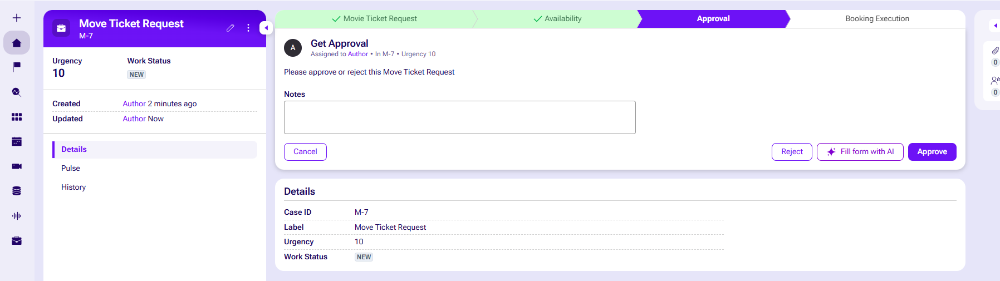 Move Ticket Request
M-7
Urgency
10
Work Status
NEW
Created
Author 2 minutes ago
Updated
Author Now
Details
Pulse
History
Movie Ticket Request
Availability
Approval
Booking Execution
A
Get Approval
Assigned to Author • In M-7 • Urgency 10
Please approve or reject this Move Ticket Request
Notes
Cancel
Reject
Fill form with AI
Approve
Details
Case ID
M-7
Label
Move Ticket Request
Urgency
10
Work Status
NEW
0
0